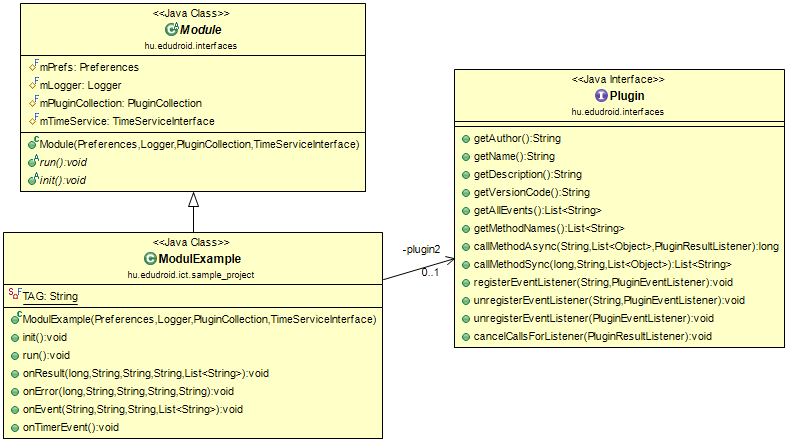 <<Java Class>>
Module
hu.edudroid.interfaces
mPrefs: Preferences
mLogger: Logger
mPluginCollection: PluginCollection
mTimeService: TimeServiceInterface
Module(Preferences,Logger,PluginCollection,TimeServiceInterface)
run():void
init():void
<<Java Class>>
ModulExample
hu.edudroid.ict.sample_project
TAG: String
ModulExample(Preferences,Logger,PluginCollection,TimeServiceInterface)
init():void
run():void
onResult(long,String,String,String,List<String>):void
onError(long,String,String,String,String):void
onEvent(String,String,String,List<String>):void
onTimerEvent():void
-plugin2
0..1
<<Java Interface>>
Plugin
hu.edudroid.interfaces
getAuthor():String
getName():String
getDescription():String
getVersionCode():String
getAllEvents():List<String>
getMethodNames():List<String>
callMethodAsync(String,List<Object>,PluginResultListener):long
callMethodSync(long,String,List<Object>):List<String>
registerEventListener(String,PluginEventListener):void
unregisterEventListener(String,PluginEventListener):void
unregisterEventListener(PluginEventListener):void
cancelCallsForListener(PluginResultListener):void